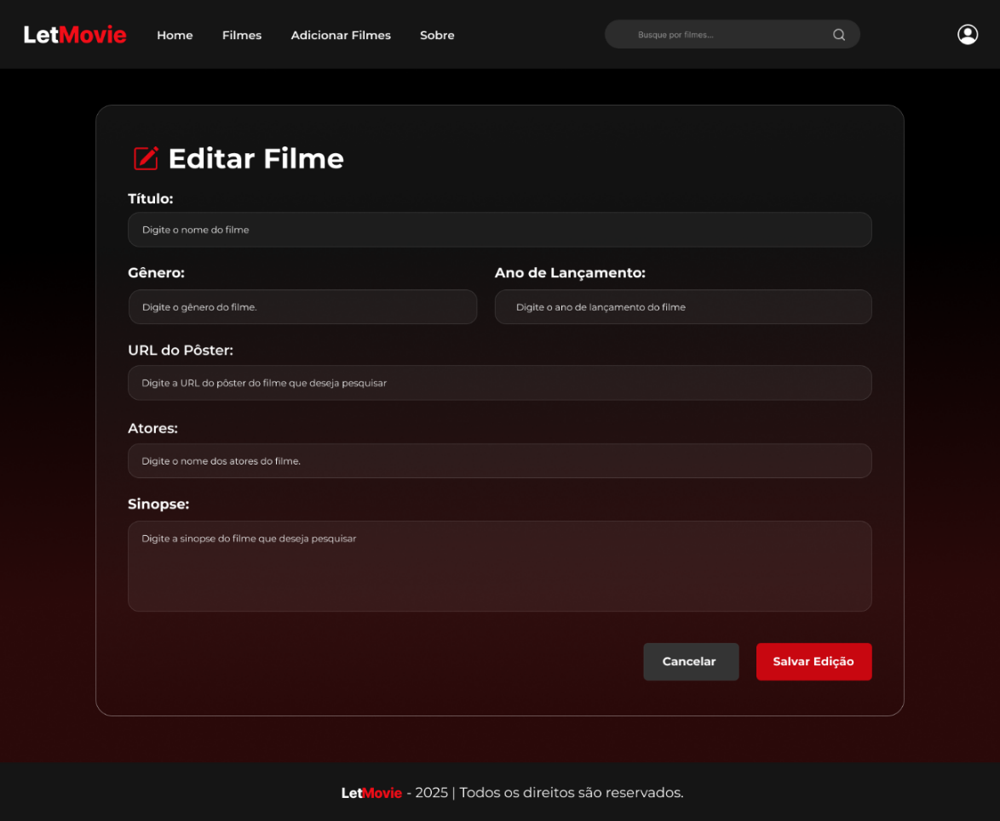 LetMovie Home Filmes Adicionar Filmes Sobre Busque por filmes...
Editar Filme
Título:
Digite o nome do filme
Gênero: Ano de Lançamento:
Digite o gênero do filme. Digite o ano de lançamento do filme
URL do Pôster:
Digite a URL do pôster do filme que deseja pesquisar
Atores:
Digite o nome dos atores do filme.
Sinopse:
Digite a sinopse do filme que deseja pesquisar
Cancelar Salvar Edição
LetMovie - 2025 | Todos os direitos são reservados.